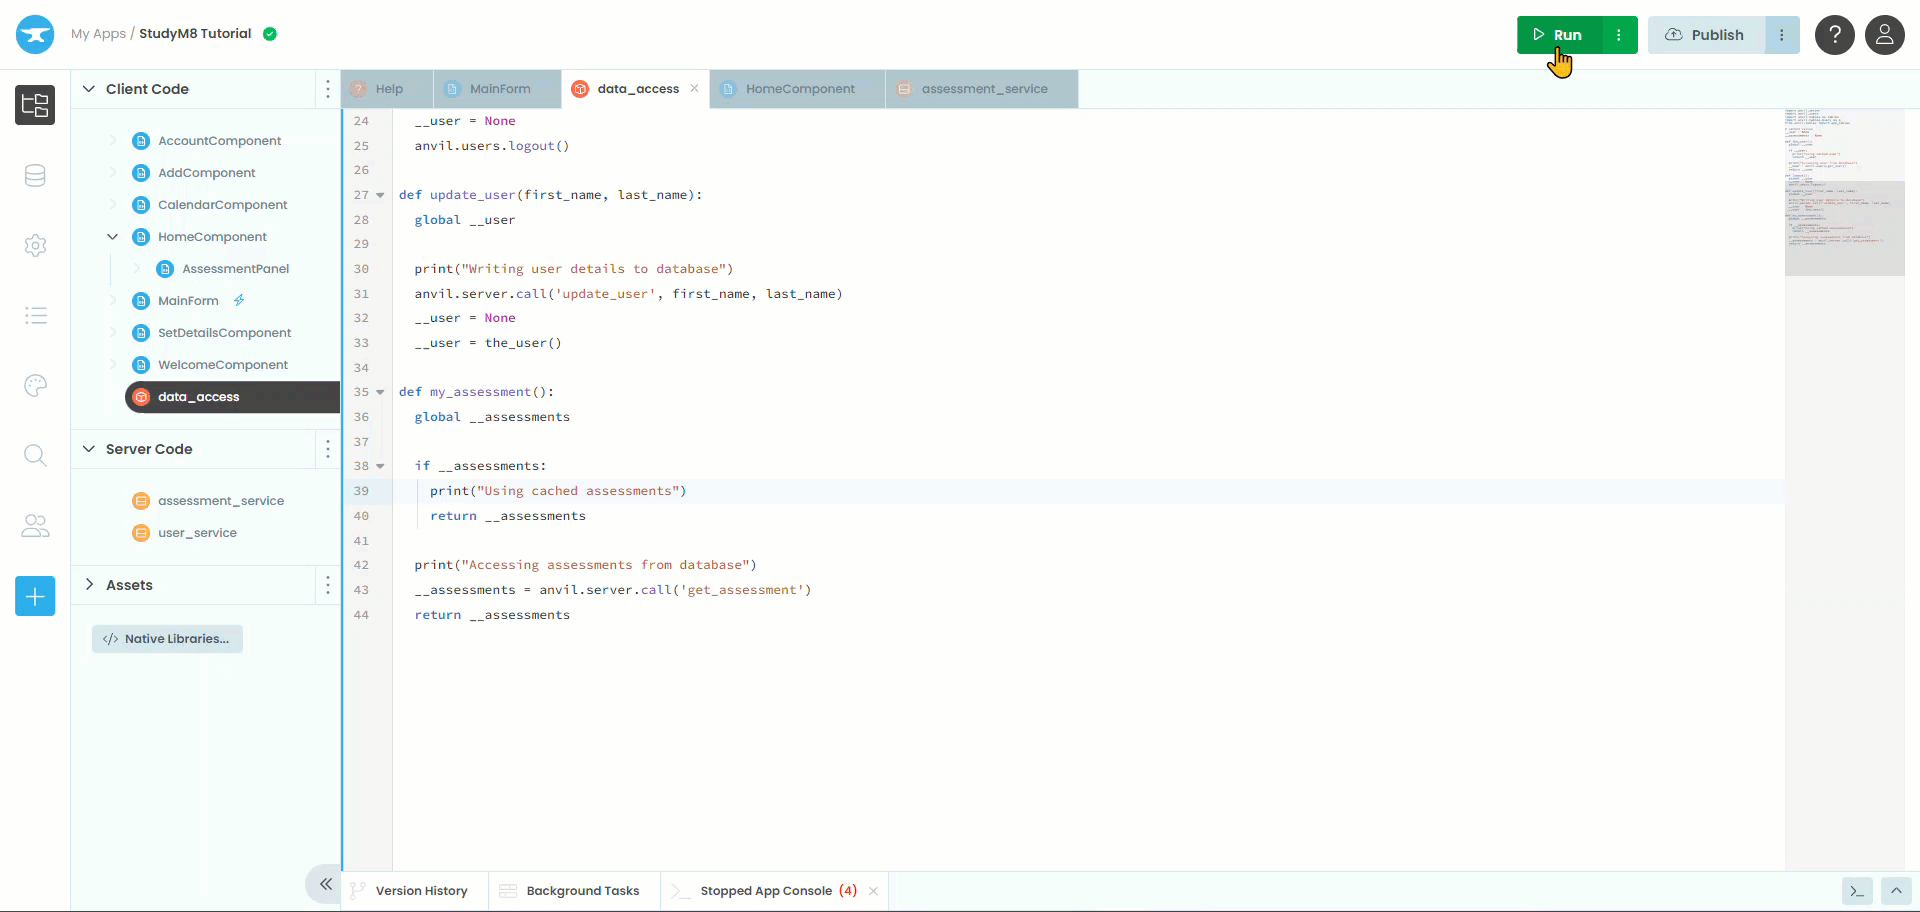 My Apps / StudyM8 Tutorial
Run
Publish
?
Client Code
AccountComponent
AddComponent
CalendarComponent
HomeComponent
AssessmentPanel
MainForm
SetDetailsComponent
WelcomeComponent
data_access
Server Code
assessment_service
user_service
Assets
</> Native Libraries...
? Help
MainForm
data_access ×
HomeComponent
assessment_service
24 __user = None
25 anvil.users.logout()
26
27 def update_user(first_name, last_name):
28 global __user
29
30 print("Writing user details to database")
31 anvil.server.call('update_user', first_name, last_name)
32 __user = None
33 __user = the_user()
34
35 def my_assessment():
36 global __assessments
37
38 if __assessments:
39 print("Using cached assessments")
40 return __assessments
41
42 print("Accessing assessments from database")
43 __assessments = anvil.server.call('get_assessment')
44 return __assessments
Version History
Background Tasks
Stopped App Console (4) ×